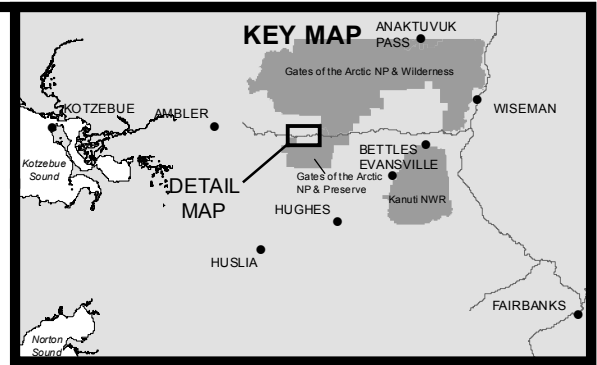 KEY MAP
ANAKTUVUK
PASS
Gates of the Arctic NP & Wilderness
KOTZEBUE
AMBLER
WISEMAN
Kotzebue
Sound
BETTLES
EVANSVILLE
DETAIL
MAP
Gates of the Arctic
NP & Preserve
Kanuti NWR
HUGHES
HUSLIA
FAIRBANKS
Norton
Sound